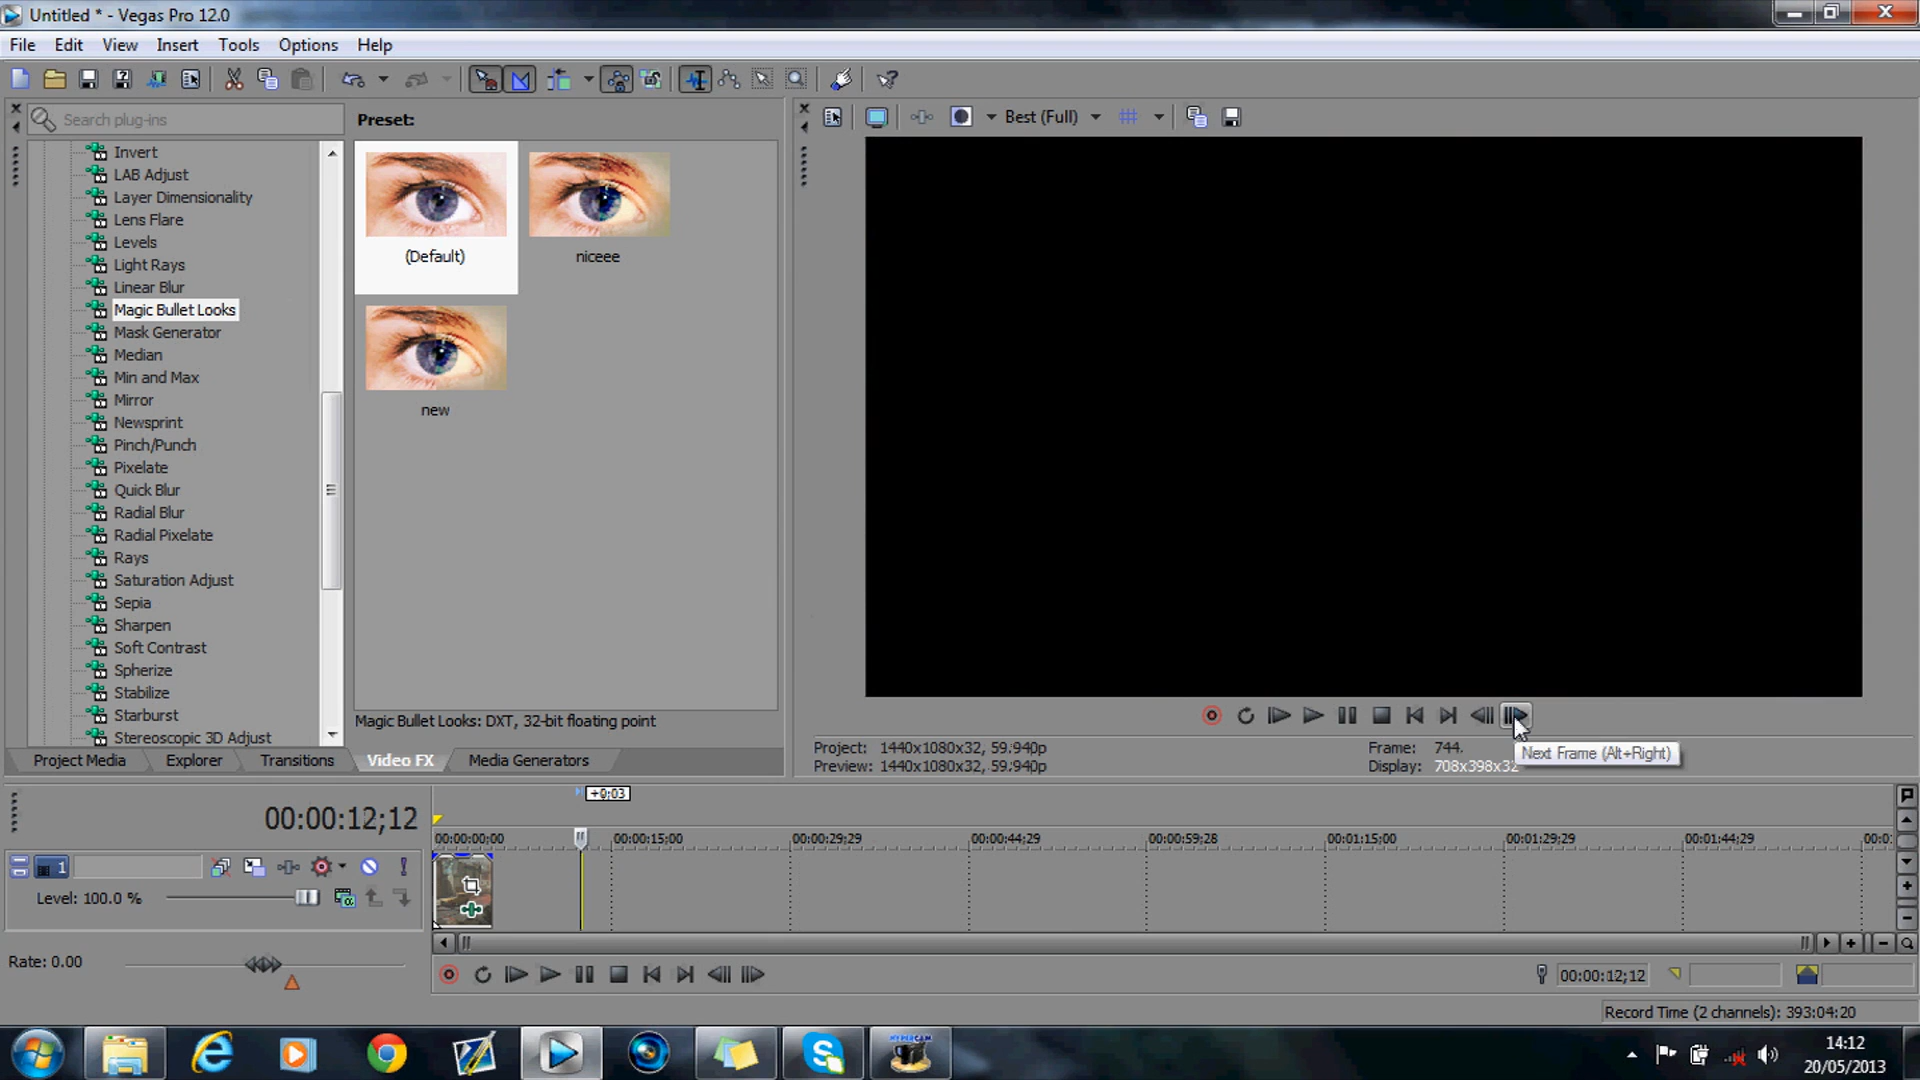 Untitled * - Vegas Pro 12.0
File Edit View Insert Tools Options Help
Search plug-ins
Preset:
Best (Full)
Invert
LAB Adjust
Layer Dimensionality
Lens Flare
Levels
Light Rays
Linear Blur
Magic Bullet Looks
Mask Generator
Median
Min and Max
Mirror
Newsprint
Pinch/Punch
Pixelate
Quick Blur
Radial Blur
Radial Pixelate
Rays
Saturation Adjust
Sepia
Sharpen
Soft Contrast
Spherize
Stabilize
Starburst
Stereoscopic 3D Adjust
(Default)
niceee
new
Magic Bullet Looks: DXT, 32-bit floating point
Project Media Explorer Transitions Video FX Media Generators
Project: 1440x1080x32, 59.940p
Preview: 1440x1080x32, 59.940p
Frame: 744.
Display: 708x398x32
Next Frame (Alt+Right)
+0;03
00:00:12;12
00:00:00;00 00:00:15;00 00:00:29;29 00:00:44;29 00:00:59;28 00:01:15;00 00:01:29;29 00:01:44;29 00:0
1
Level: 100.0 %
Rate: 0.00
00:00:12;12
Record Time (2 channels): 393:04:20
HYPERCAM
14:12
20/05/2013